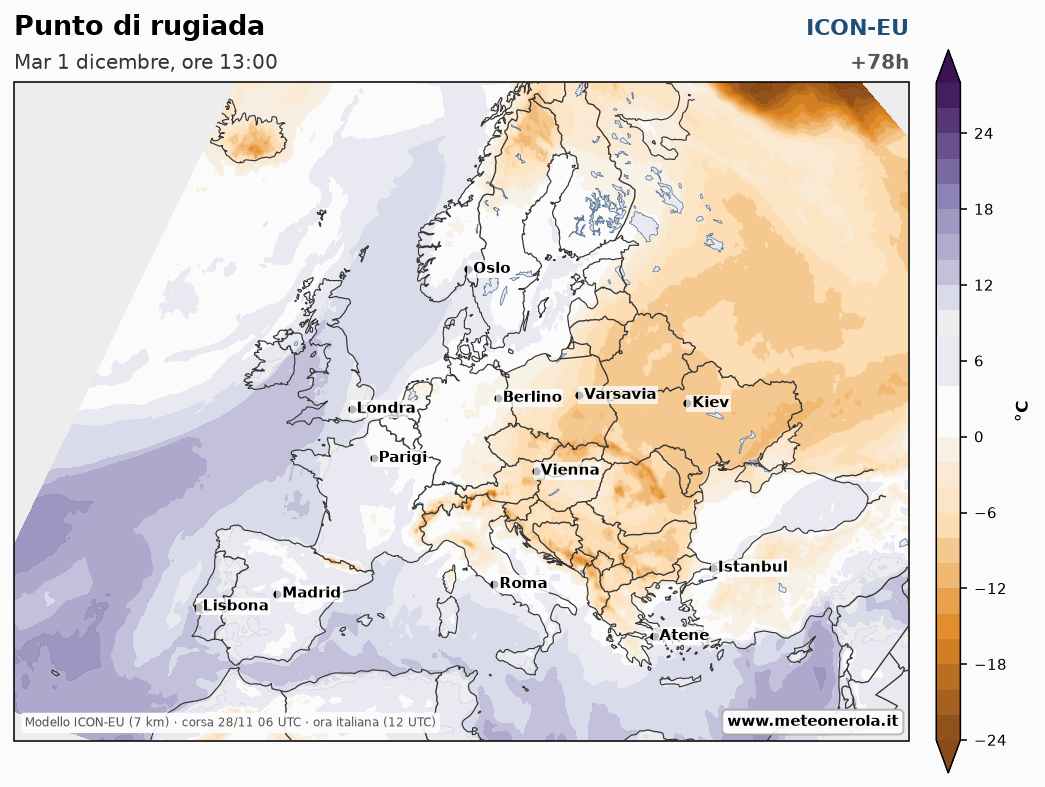 Punto di rugiada
ICON-EU
Mar 1 dicembre, ore 13:00
+78h
Oslo
Londra
Berlino
Varsavia
Kiev
Parigi
Vienna
Istanbul
Roma
Madrid
Lisbona
Atene
Modello ICON-EU (7 km) · corsa 28/11 06 UTC · ora italiana (12 UTC)
www.meteonerola.it
24
18
12
6
0
−6
−12
−18
−24
°C